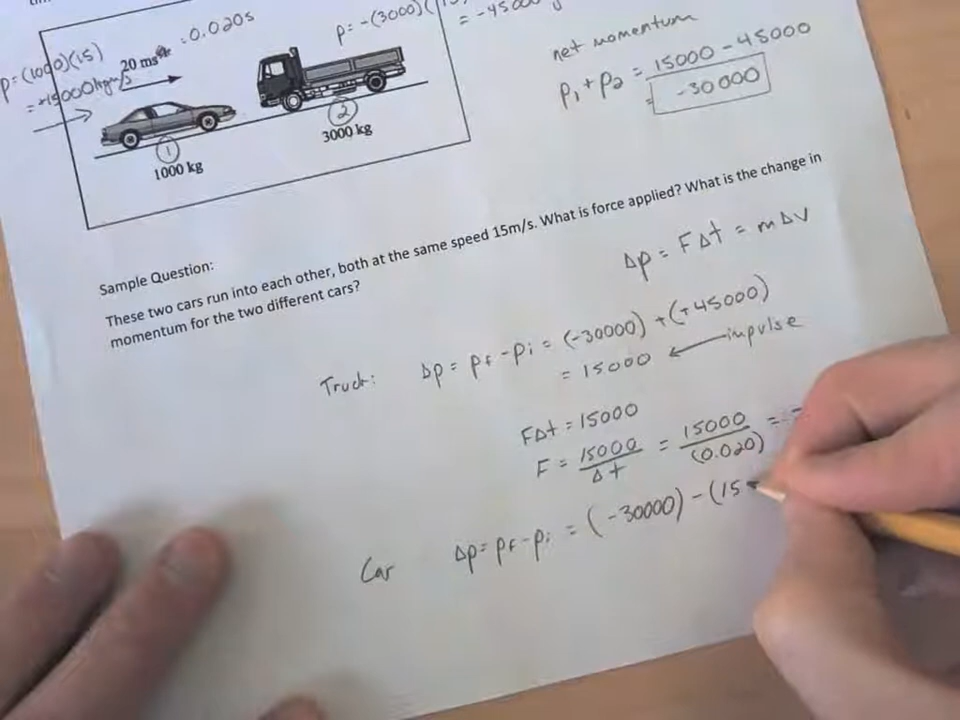 p=(1000)(15)
= +15000kg
20 ms
= 0.020s
p= -(3000)(
= -45000
1
1000 kg
2
3000 kg
net momentum
p₁ + p₂ = 15000 - 45000
= -30000
Sample Question:
These two cars run into each other, both at the same speed 15m/s. What is force applied? What is the change in
momentum for the two different cars?
Δp = FΔt = mΔV
Truck: Δp = pf - pi = (-30000) + (+45000)
= 15000 ← impulse
FΔt = 15000
F = 15000/Δt = 15000/(0.020) =
Car Δp = pf - pi = (-30000) - (15